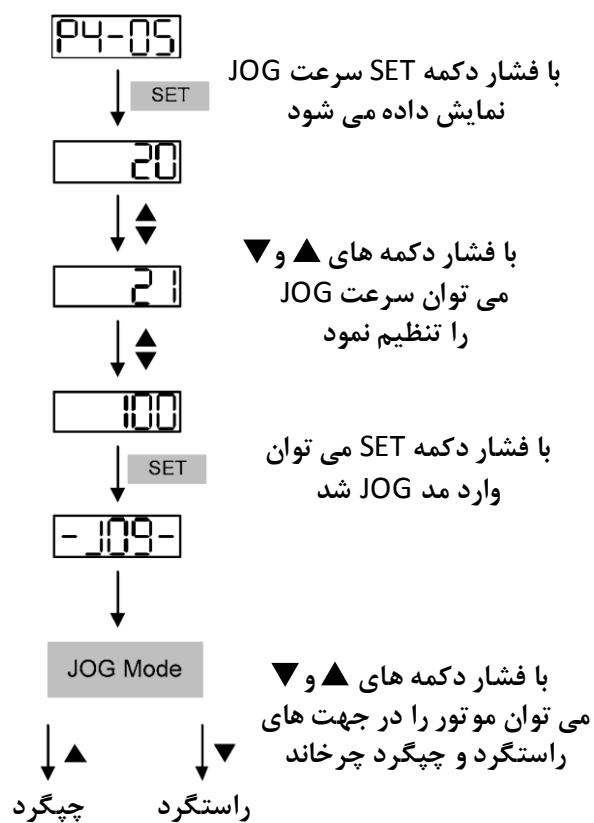 P4-05
SET
با فشار دکمه SET سرعت JOG
نمایش داده می شود
20
▲
▼
با فشار دکمه های ▲ و ▼
می توان سرعت JOG
را تنظیم نمود
21
▲
▼
100
SET
با فشار دکمه SET می توان
وارد مد JOG شد
-JOG-
JOG Mode
با فشار دکمه های ▲ و ▼
می توان موتور را در جهت های
راستگرد و چپگرد چرخاند
▲
▼
چپگرد
راستگرد